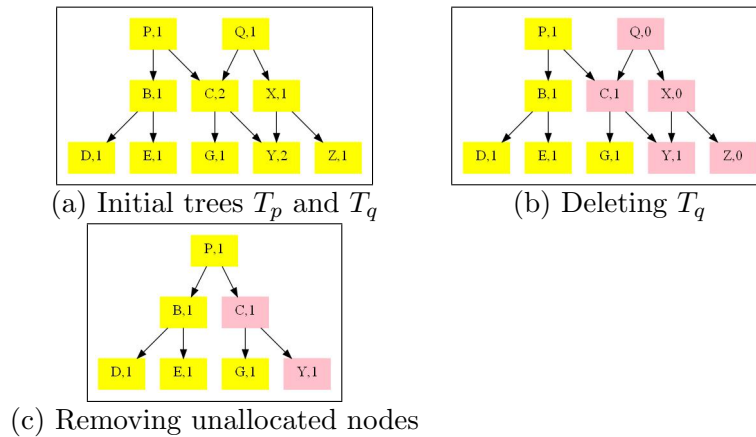 P,1 Q,1
B,1 C,2 X,1
D,1 E,1 G,1 Y,2 Z,1
(a) Initial trees T_p and T_q
P,1 Q,0
B,1 C,1 X,0
D,1 E,1 G,1 Y,1 Z,0
(b) Deleting T_q
P,1
B,1 C,1
D,1 E,1 G,1 Y,1
(c) Removing unallocated nodes